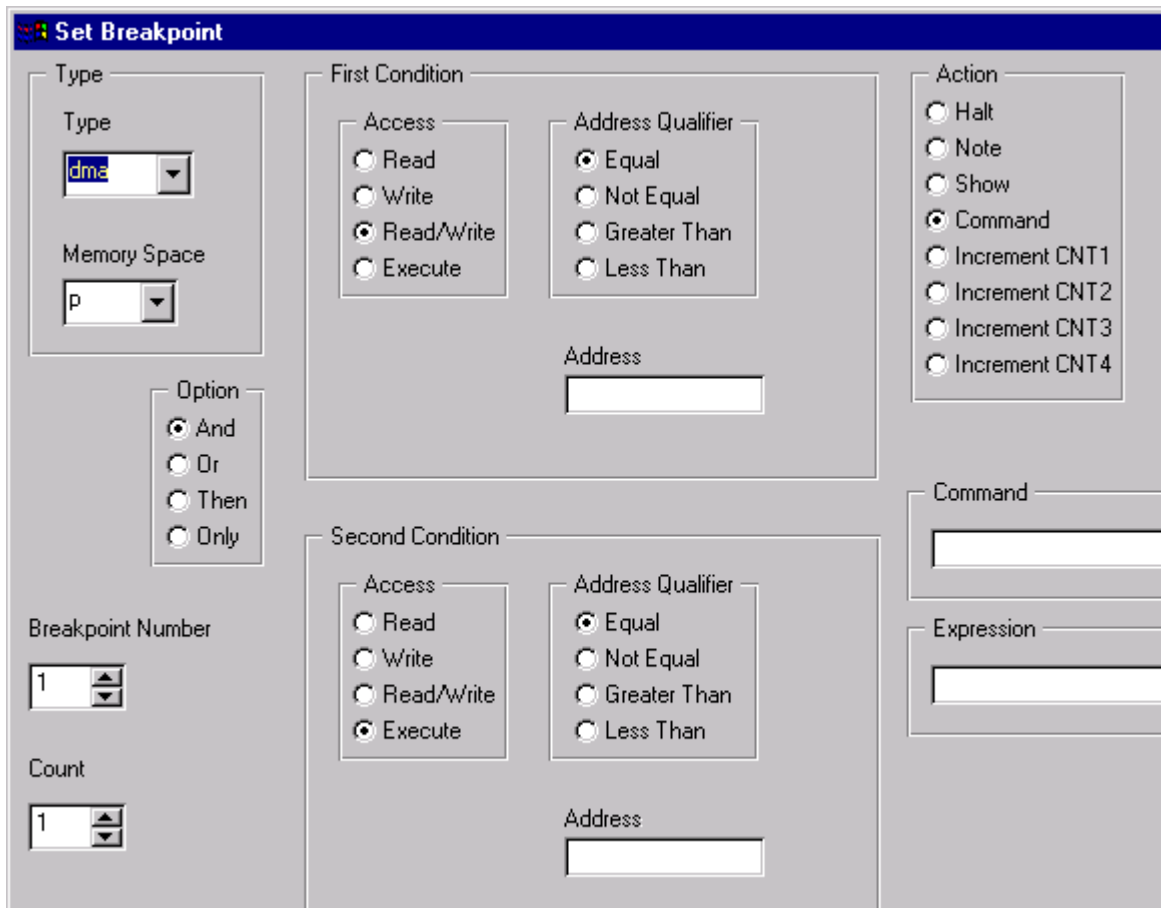 Set Breakpoint
Type
Type
dma
Memory Space
p
Option
And
Or
Then
Only
Breakpoint Number
1
Count
1
First Condition
Access
Read
Write
Read/Write
Execute
Address Qualifier
Equal
Not Equal
Greater Than
Less Than
Address
Second Condition
Access
Read
Write
Read/Write
Execute
Address Qualifier
Equal
Not Equal
Greater Than
Less Than
Address
Action
Halt
Note
Show
Command
Increment CNT1
Increment CNT2
Increment CNT3
Increment CNT4
Command
Expression